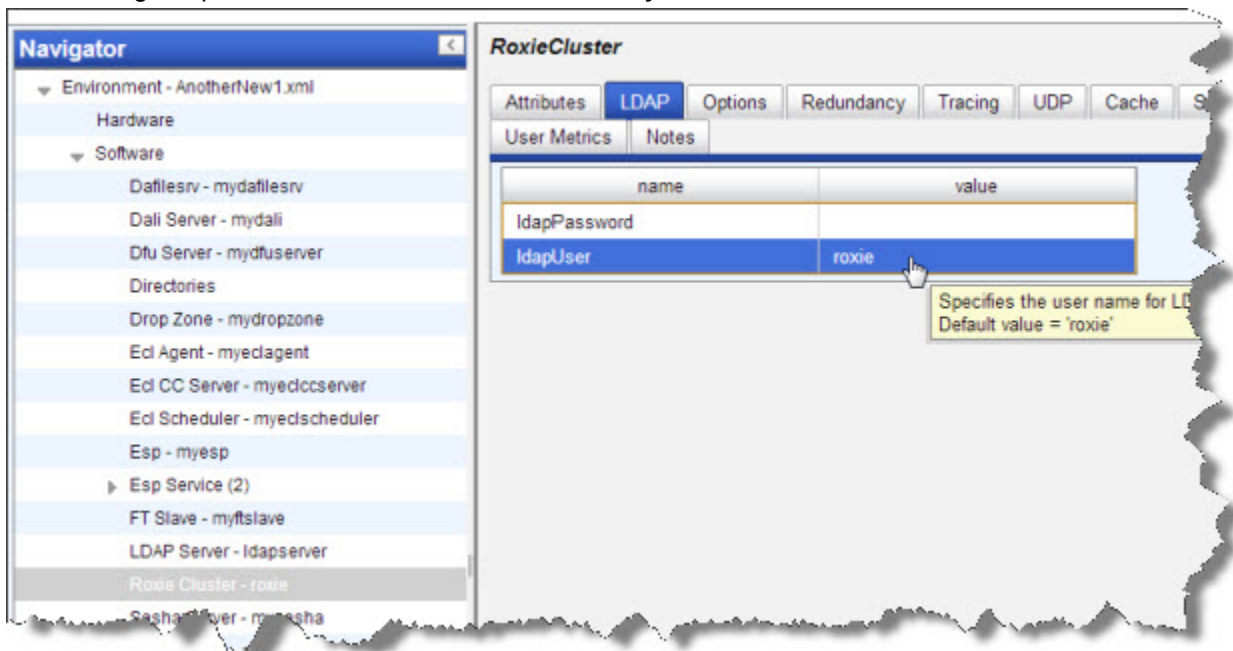 Navigator
Environment - AnotherNew1.xml
Hardware
Software
Dafilesrv - mydafilesrv
Dali Server - mydali
Dfu Server - mydfuserver
Directories
Drop Zone - mydropzone
Ecl Agent - myeclagent
Ecl CC Server - myeclccserver
Ecl Scheduler - myeclscheduler
Esp - myesp
Esp Service (2)
FT Slave - myftslave
LDAP Server - ldapserver
Roxie Cluster - roxie
RoxieCluster
Attributes LDAP Options Redundancy Tracing UDP Cache
User Metrics Notes
name value
ldapPassword
ldapUser roxie
Specifies the user name for
Default value = 'roxie'